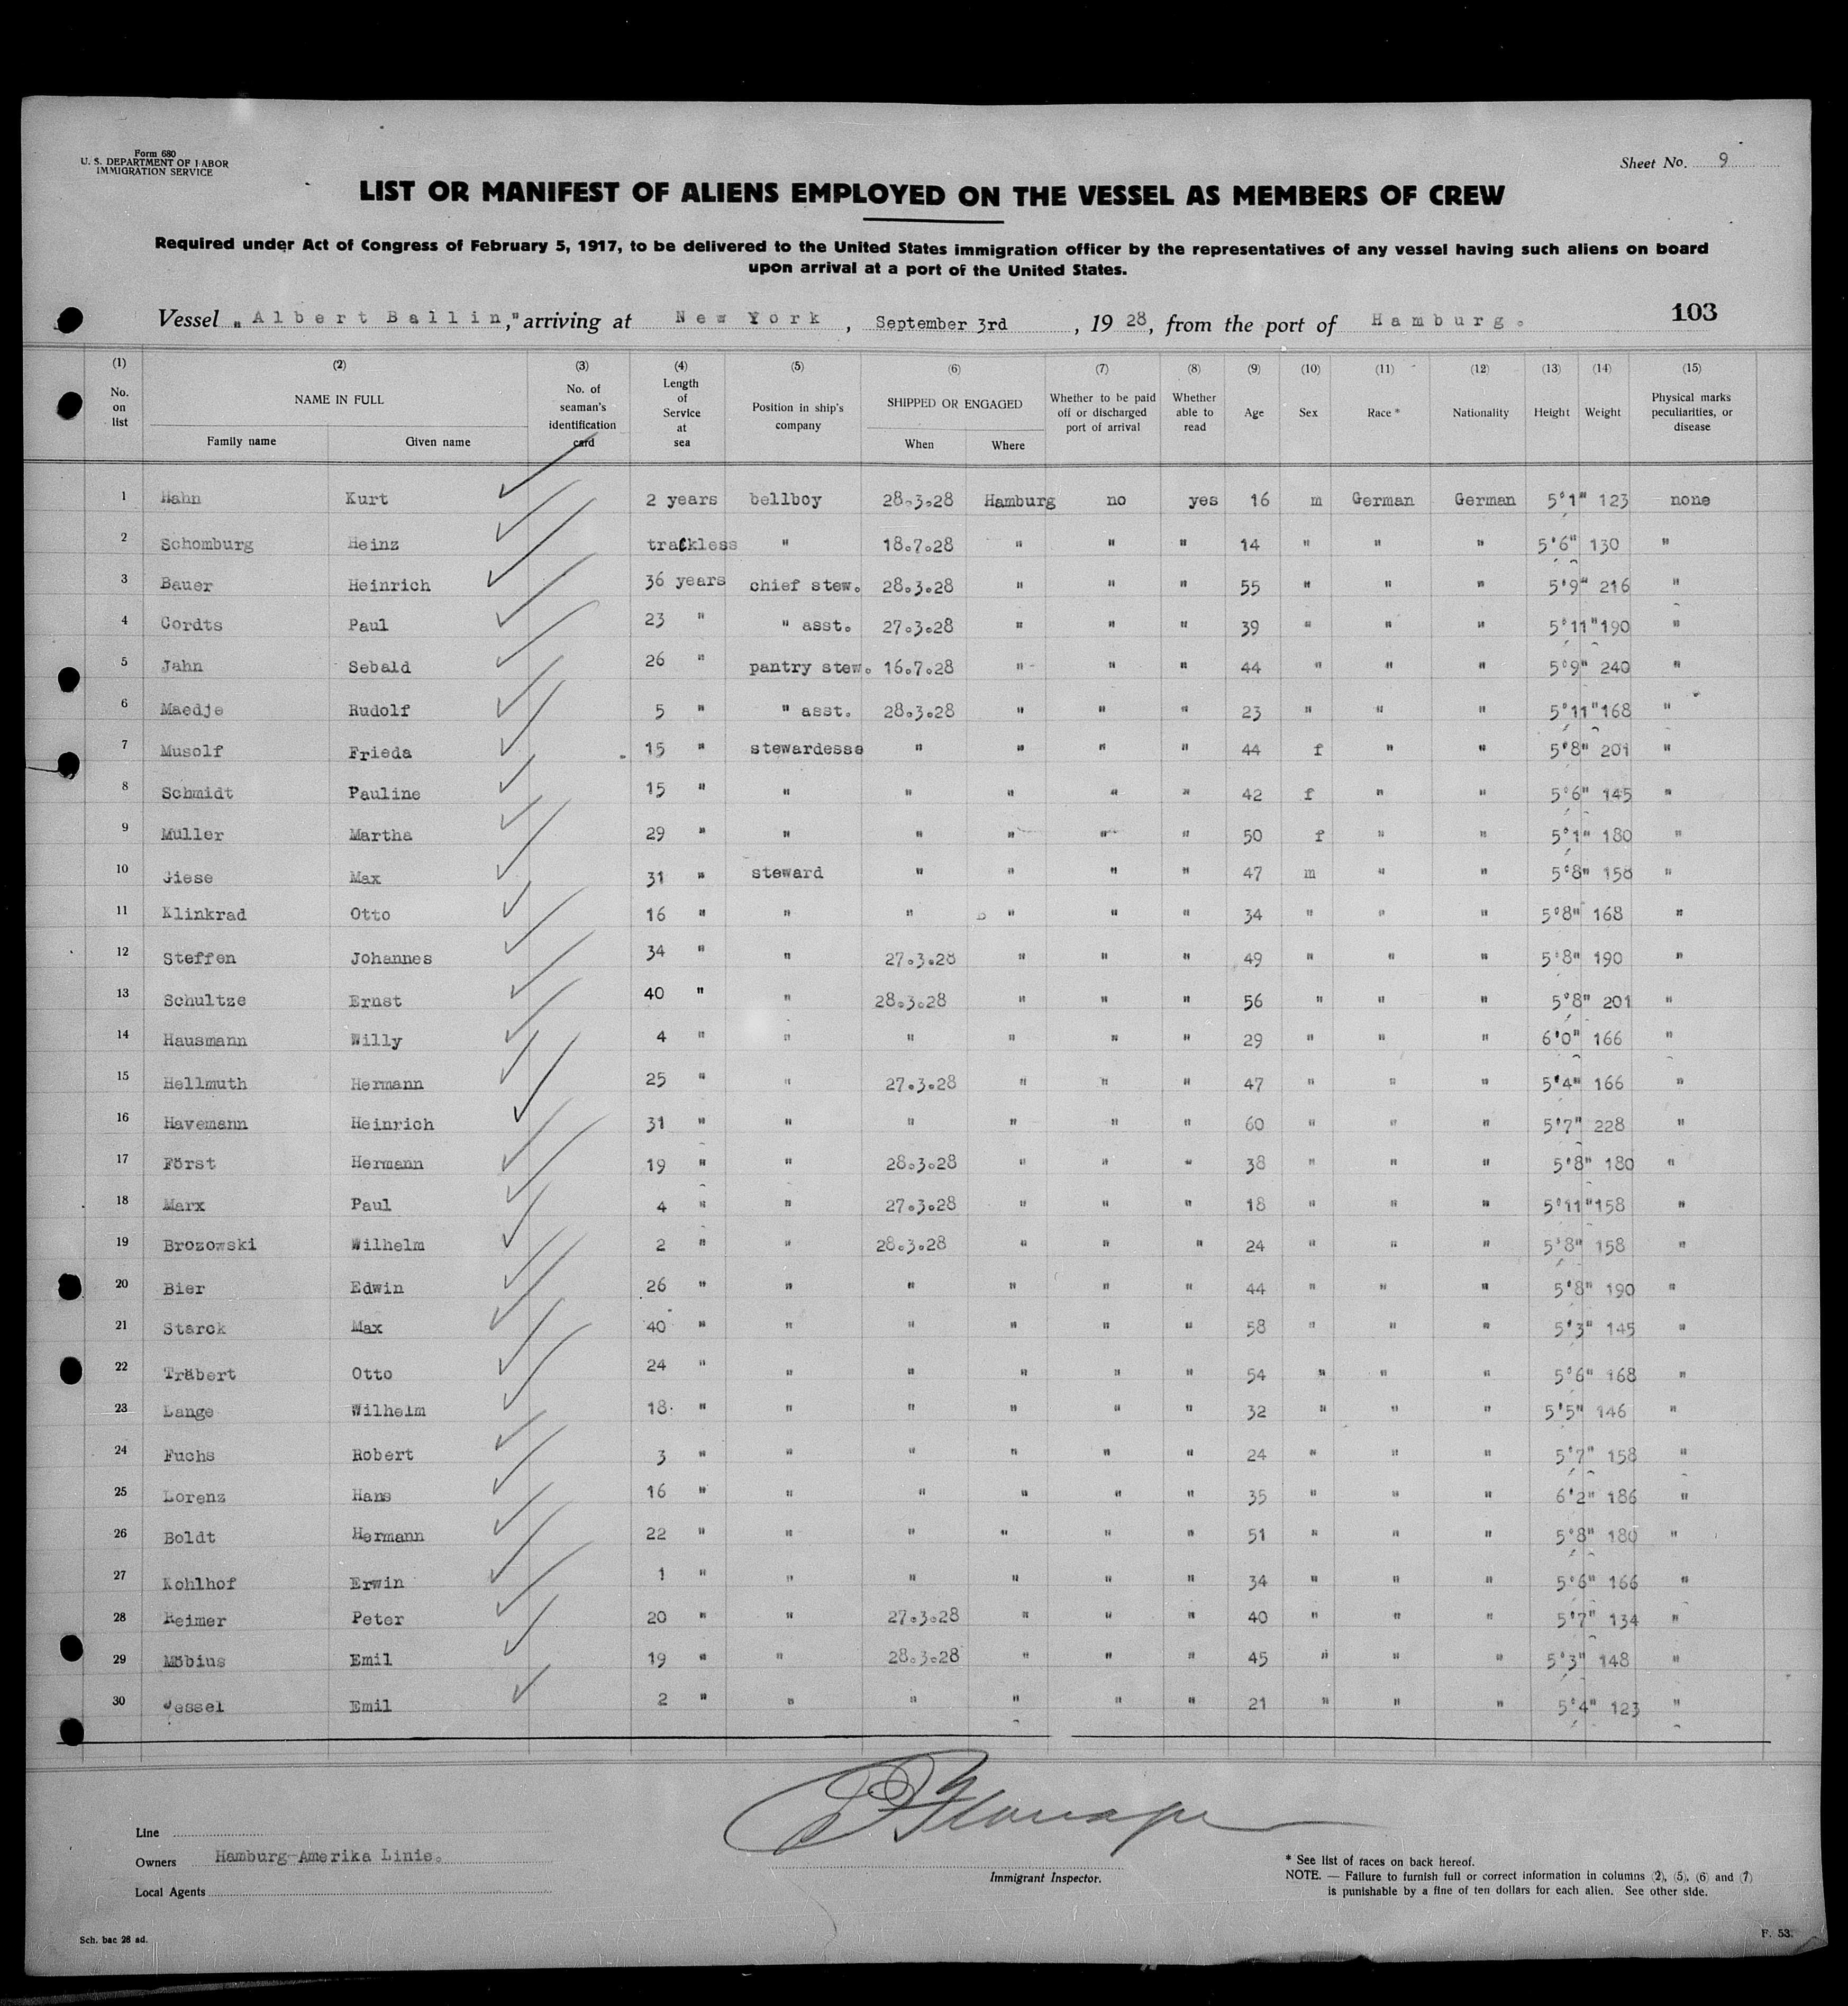 Form 680
U. S. DEPARTMENT OF LABOR
IMMIGRATION SERVICE
Sheet No. 9
LIST OR MANIFEST OF ALIENS EMPLOYED ON THE VESSEL AS MEMBERS OF CREW
Required under Act of Congress of February 5, 1917, to be delivered to the United States immigration officer by the representatives of any vessel having such aliens on board
upon arrival at a port of the United States.
Vessel „Albert Ballin," arriving at New York, September 3rd, 1928, from the port of Hamburg.
103
(1) (2) (3) (4) (5) (6) (7) (8) (9) (10) (11) (12) (13) (14) (15)
No. on list NAME IN FULL Family name Given name No. of seaman's identification card Length of Service at sea Position in ship's company SHIPPED OR ENGAGED When Where Whether to be paid off or discharged port of arrival Whether able to read Age Sex Race * Nationality Height Weight Physical marks peculiarities, or disease
1 Hahn Kurt 2 years bellboy 28.3.28 Hamburg no yes 16 m German German 5'1" 123 none
2 Schomburg Heinz trackless " 18.7.28 " " " 14 " " " 5'6" 130 "
3 Bauer Heinrich 36 years chief stew. 28.3.28 " " " 55 " " " 5'9" 216 "
4 Cordts Paul 23 " " asst. 27.3.28 " " " 39 " " " 5'11" 190 "
5 Jahn Sebald 26 " pantry stew. 16.7.28 " " " 44 " " " 5'9" 240 "
6 Maedje Rudolf 5 " " asst. 28.3.28 " " " 23 " " " 5'11" 168 "
7 Musolf Frieda 15 " stewardess " " " " 44 f " " 5'8" 201 "
8 Schmidt Pauline 15 " " " " " " 42 f " " 5'6" 145 "
9 Müller Martha 29 " " " " " " 50 f " " 5'1" 180 "
10 Giese Max 31 " steward " " " " 47 m " " 5'8" 158 "
11 Klinkrad Otto 16 " " " " " " 34 " " " 5'8" 168 "
12 Steffen Johannes 34 " " 27.3.28 " " " 49 " " " 5'8" 190 "
13 Schultze Ernst 40 " " 28.3.28 " " " 56 " " " 5'8" 201 "
14 Hausmann Willy 4 " " " " " " 29 " " " 6'0" 166 "
15 Hellmuth Hermann 25 " " 27.3.28 " " " 47 " " " 5'4" 166 "
16 Havemann Heinrich 31 " " " " " " 60 " " " 5'7" 228 "
17 Först Hermann 19 " " 28.3.28 " " " 38 " " " 5'8" 180 "
18 Marx Paul 4 " " 27.3.28 " " " 18 " " " 5'11" 158 "
19 Brozowski Wilhelm 2 " " 28.3.28 " " " 24 " " " 5'8" 158 "
20 Bier Edwin 26 " " " " " " 44 " " " 5'8" 190 "
21 Starck Max 40 " " " " " " 58 " " " 5'3" 145 "
22 Träbert Otto 24 " " " " " " 54 " " " 5'6" 168 "
23 Lange Wilhelm 18 " " " " " " 32 " " " 5'5" 146 "
24 Fuchs Robert 3 " " " " " " 24 " " " 5'7" 158 "
25 Lorenz Hans 16 " " " " " " 35 " " " 6'2" 186 "
26 Boldt Hermann 22 " " " " " " 51 " " " 5'8" 180 "
27 Kohlhof Erwin 1 " " " " " " 34 " " " 5'6" 166 "
28 Reimer Peter 20 " " 27.3.28 " " " 40 " " " 5'7" 134 "
29 Möbius Emil 19 " " 28.3.28 " " " 45 " " " 5'3" 148 "
30 Jessel Emil 2 " " " " " " 21 " " " 5'4" 123 "
Line
Owners Hamburg-Amerika Linie.
Local Agents
Immigrant Inspector.
* See list of races on back hereof.
NOTE. — Failure to furnish full or correct information in columns (2), (5), (6) and (7)
is punishable by a fine of ten dollars for each alien. See other side.
Sch. bac 28 ad.
F. 53.